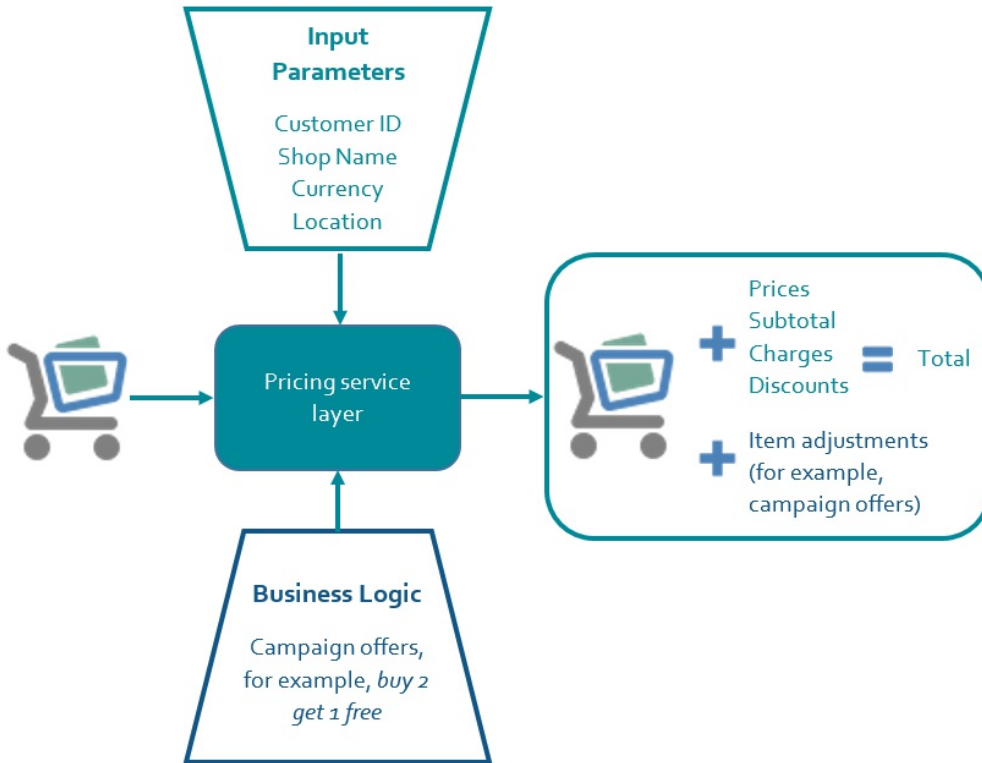 Input
Parameters
Customer ID
Shop Name
Currency
Location
Pricing service
layer
Prices
Subtotal
Charges
Discounts
Total
Item adjustments
(for example,
campaign offers)
Business Logic
Campaign offers,
for example, buy 2
get 1 free